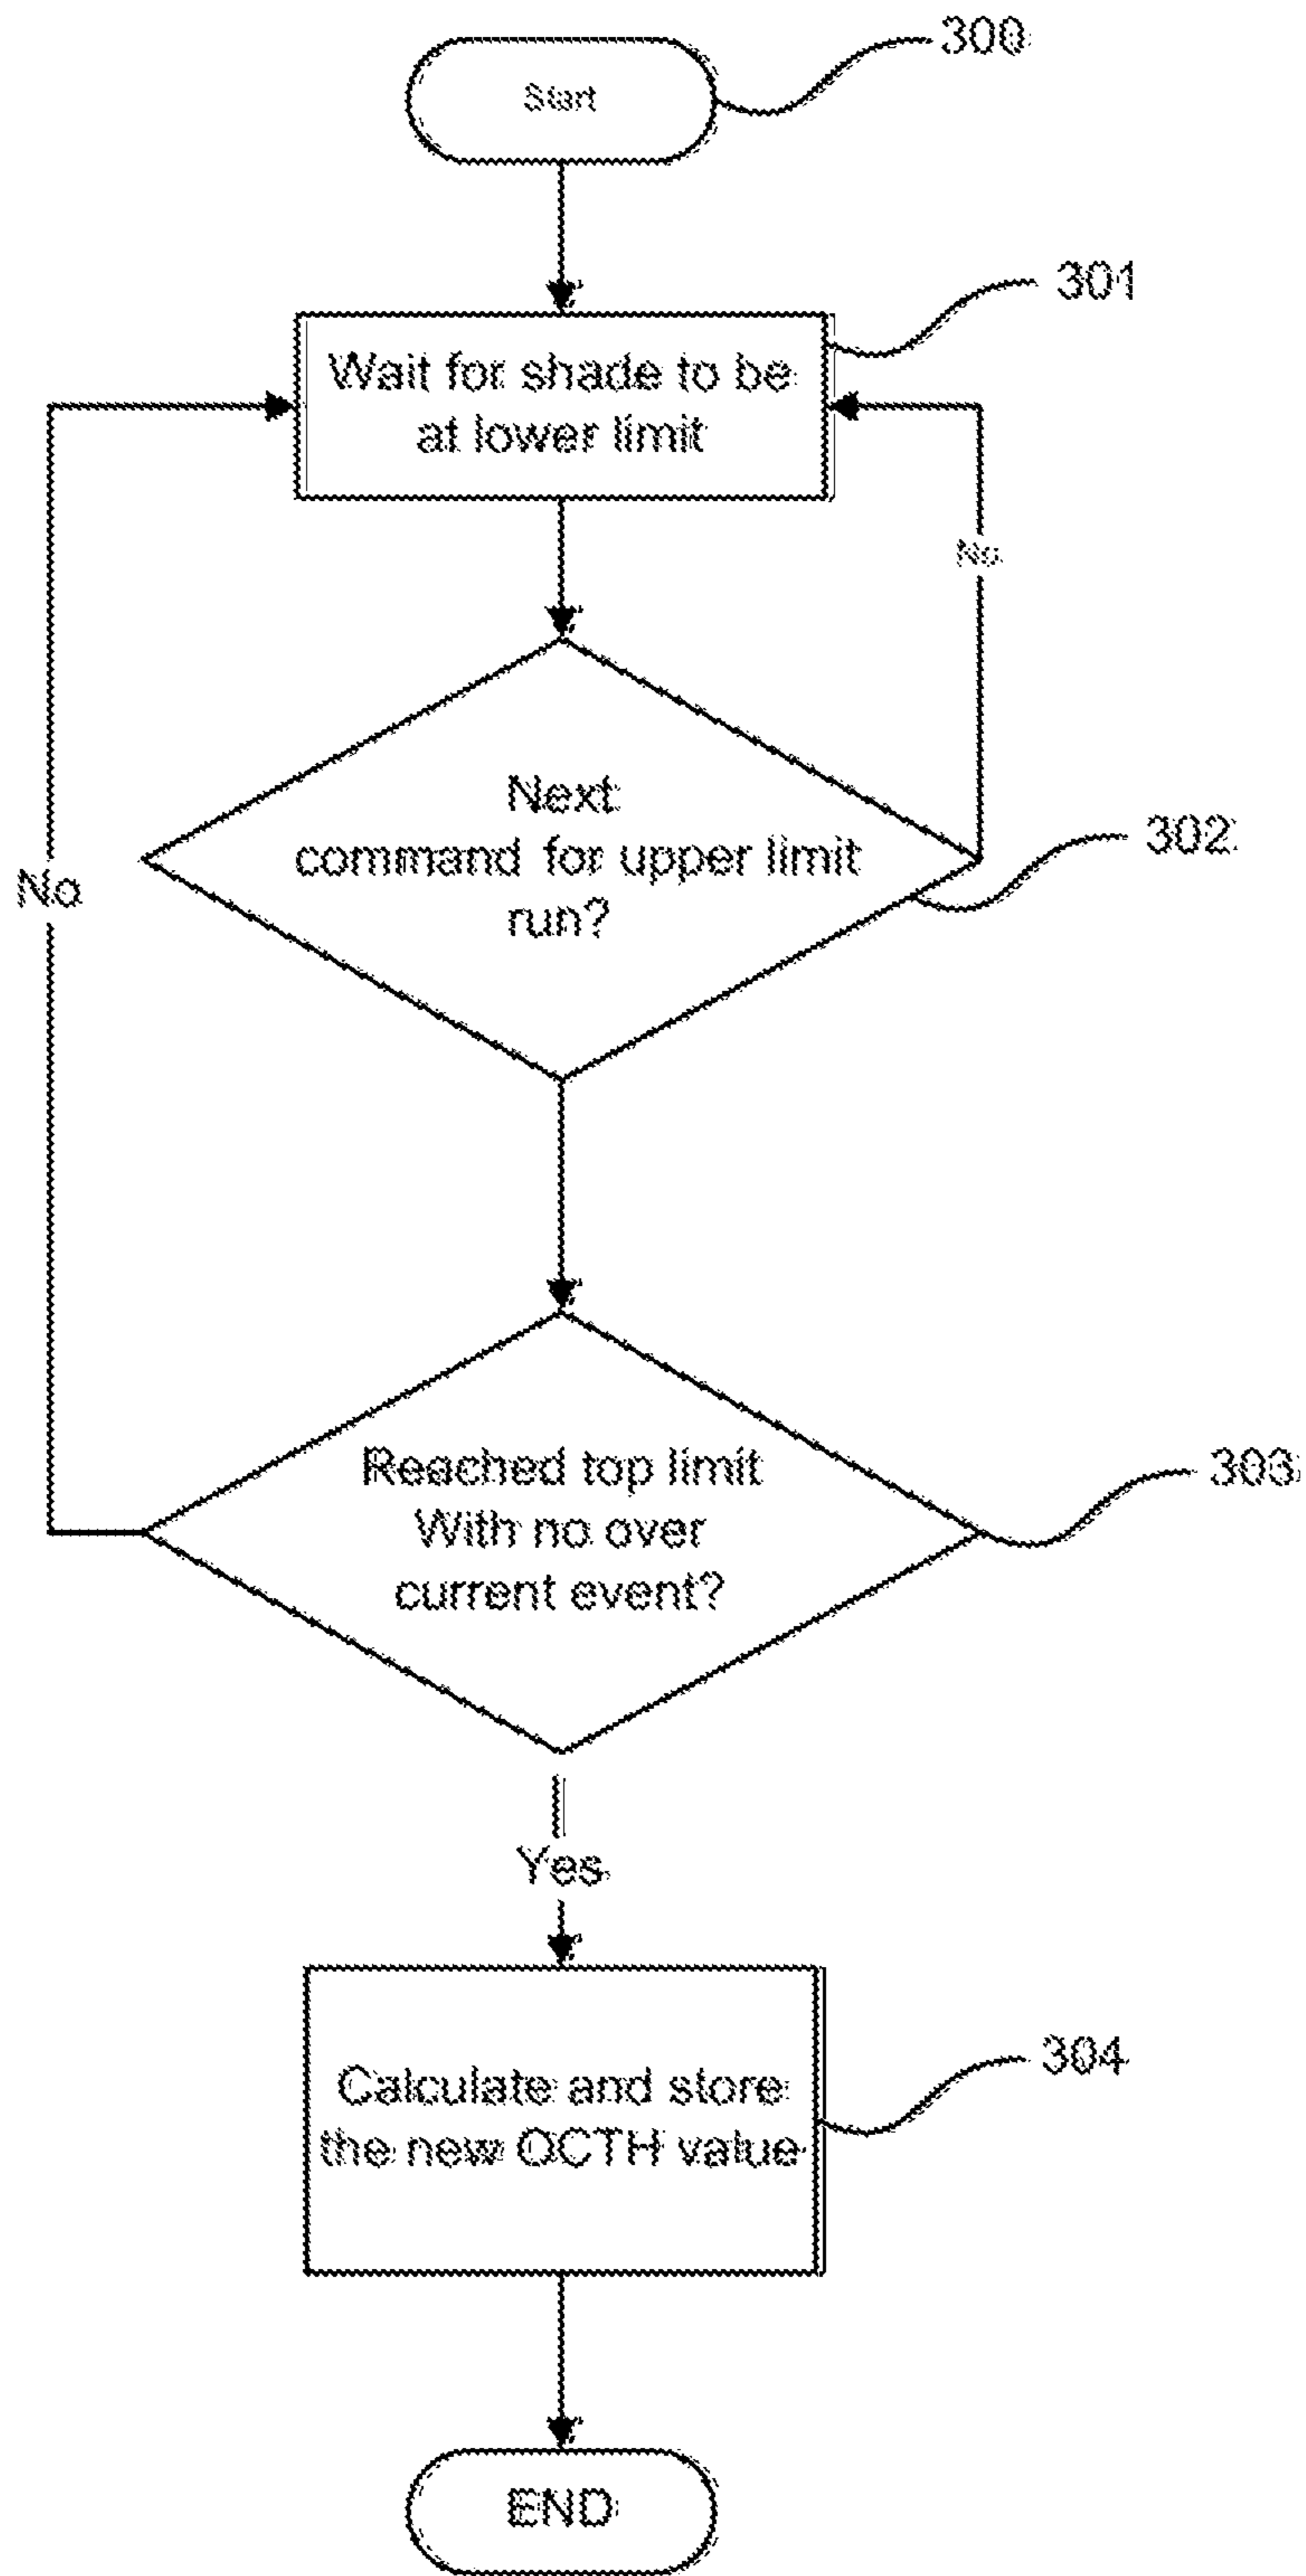 300
Start
301
Wait for shade to be
at lower limit
No
Next
command for upper limit
run?
302
No
Reached top limit
With no over
current event?
303
Yes
Calculate and store
the new OCTH value
304
END